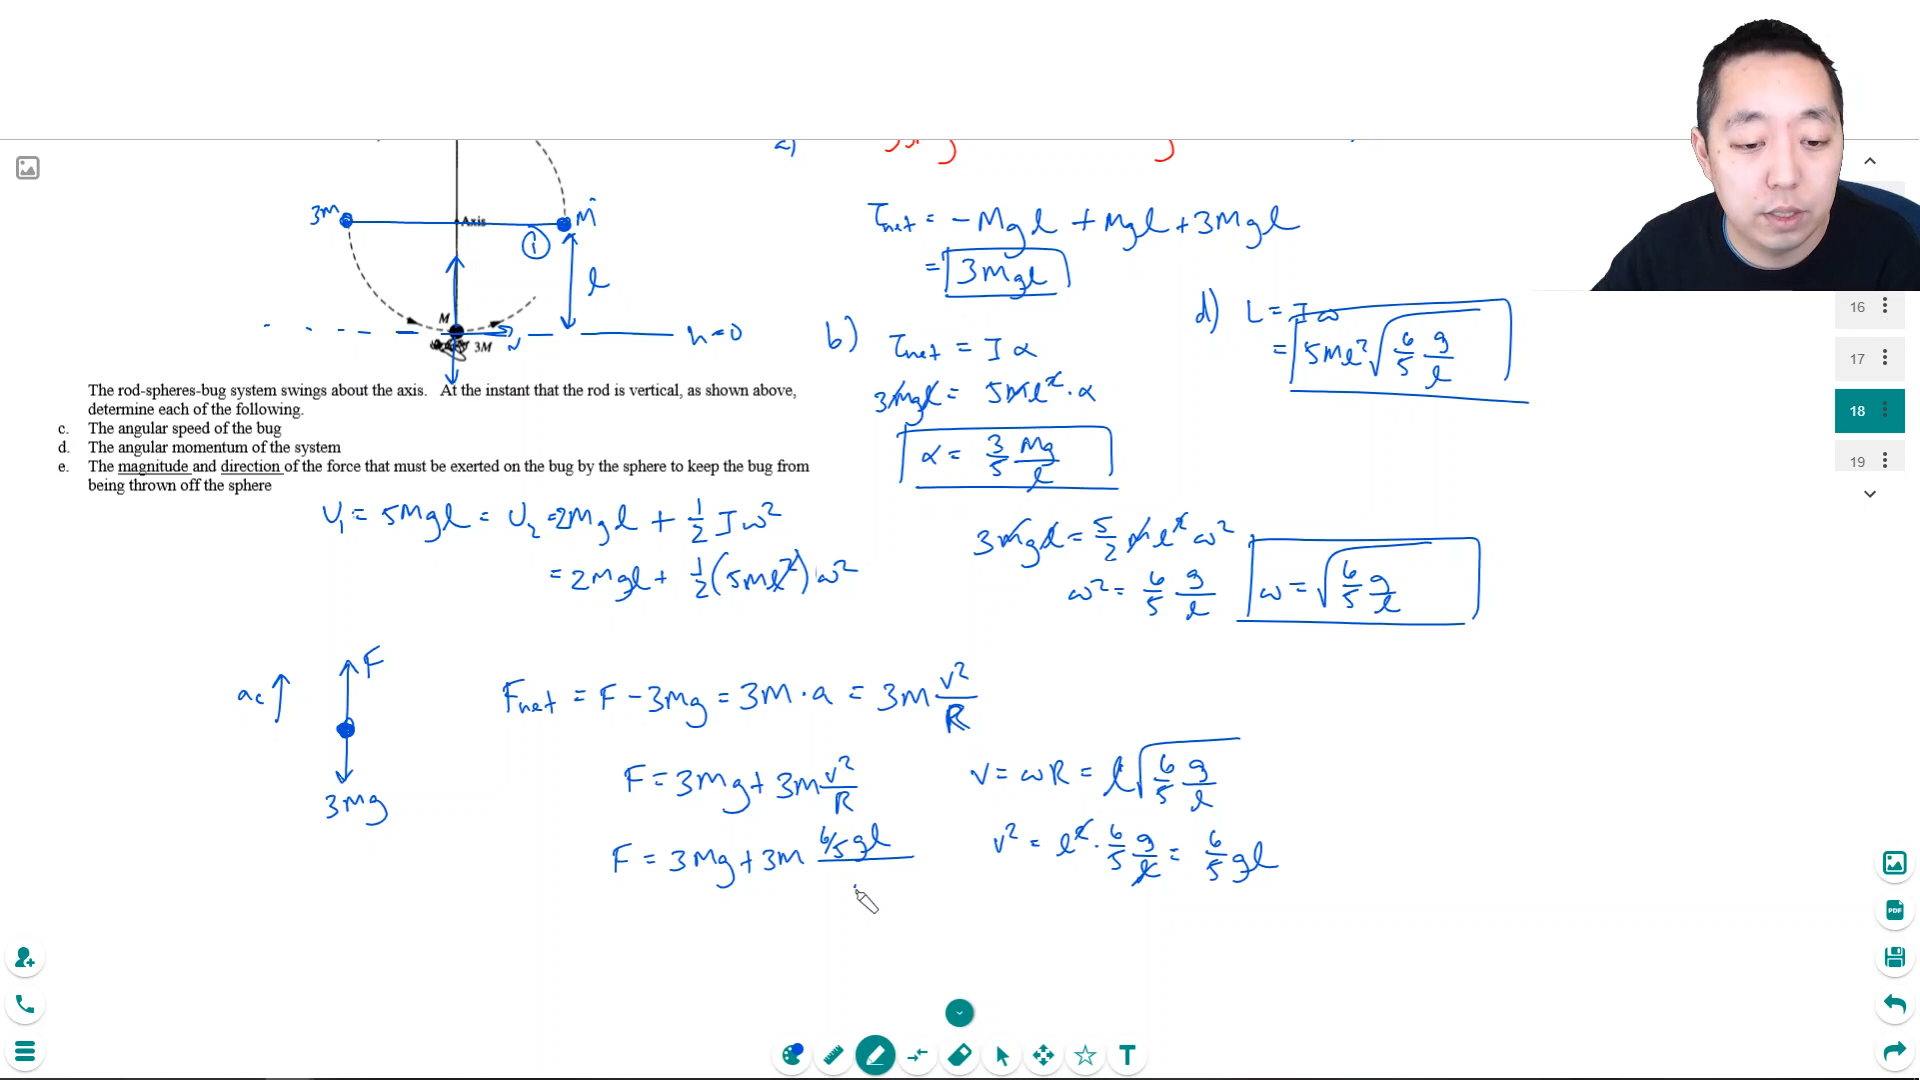 2)
3M
Axis
M
1
l
M
3M
v
h=0
τnet = -Mgl + Mgl + 3Mgl
= 3Mgl
b) τnet = I α
3Mgl = 5Ml² · α
α = 3/5 Mg/l
d) L = Iω
= 5Ml² √(6/5 g/l)
The rod-spheres-bug system swings about the axis. At the instant that the rod is vertical, as shown above,
determine each of the following.
c. The angular speed of the bug
d. The angular momentum of the system
e. The magnitude and direction of the force that must be exerted on the bug by the sphere to keep the bug from
being thrown off the sphere
U₁ = 5Mgl = U₂ = 2Mgl + 1/2 Iω²
= 2Mgl + 1/2 (5Ml²) ω²
3Mgl = 5/2 Ml² ω²
ω² = 6/5 g/l
ω = √(6/5 g/l)
ac
F
3Mg
Fnet = F - 3Mg = 3M · a = 3M v²/R
F = 3Mg + 3M v²/R
v = ωR = l √(6/5 g/l)
F = 3Mg + 3M 6/5gl
v² = l² · 6/5 g/l = 6/5 gl
16
17
18
19
PDF
T